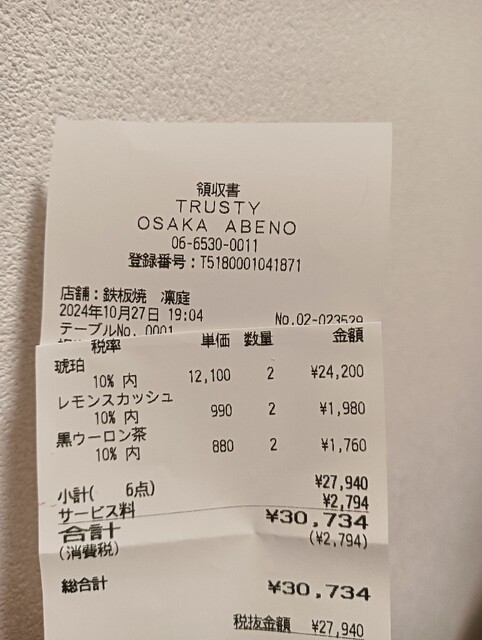 領収書
TRUSTY
OSAKA ABENO
06-6530-0011
登録番号:T5180001041871
店舗:鉄板焼 凛庭
2024年10月27日 19:04 No.02-023529
テーブルNo. 0001
税率 単価 数量 金額
琥珀
10% 内 12,100 2 ¥24,200
レモンスカッシュ
10% 内 990 2 ¥1,980
黒ウーロン茶
10% 内 880 2 ¥1,760
小計( 6点) ¥27,940
サービス料 ¥2,794
合計 ¥30,734
(消費税) (¥2,794)
総合計 ¥30,734
税抜金額 ¥27,940